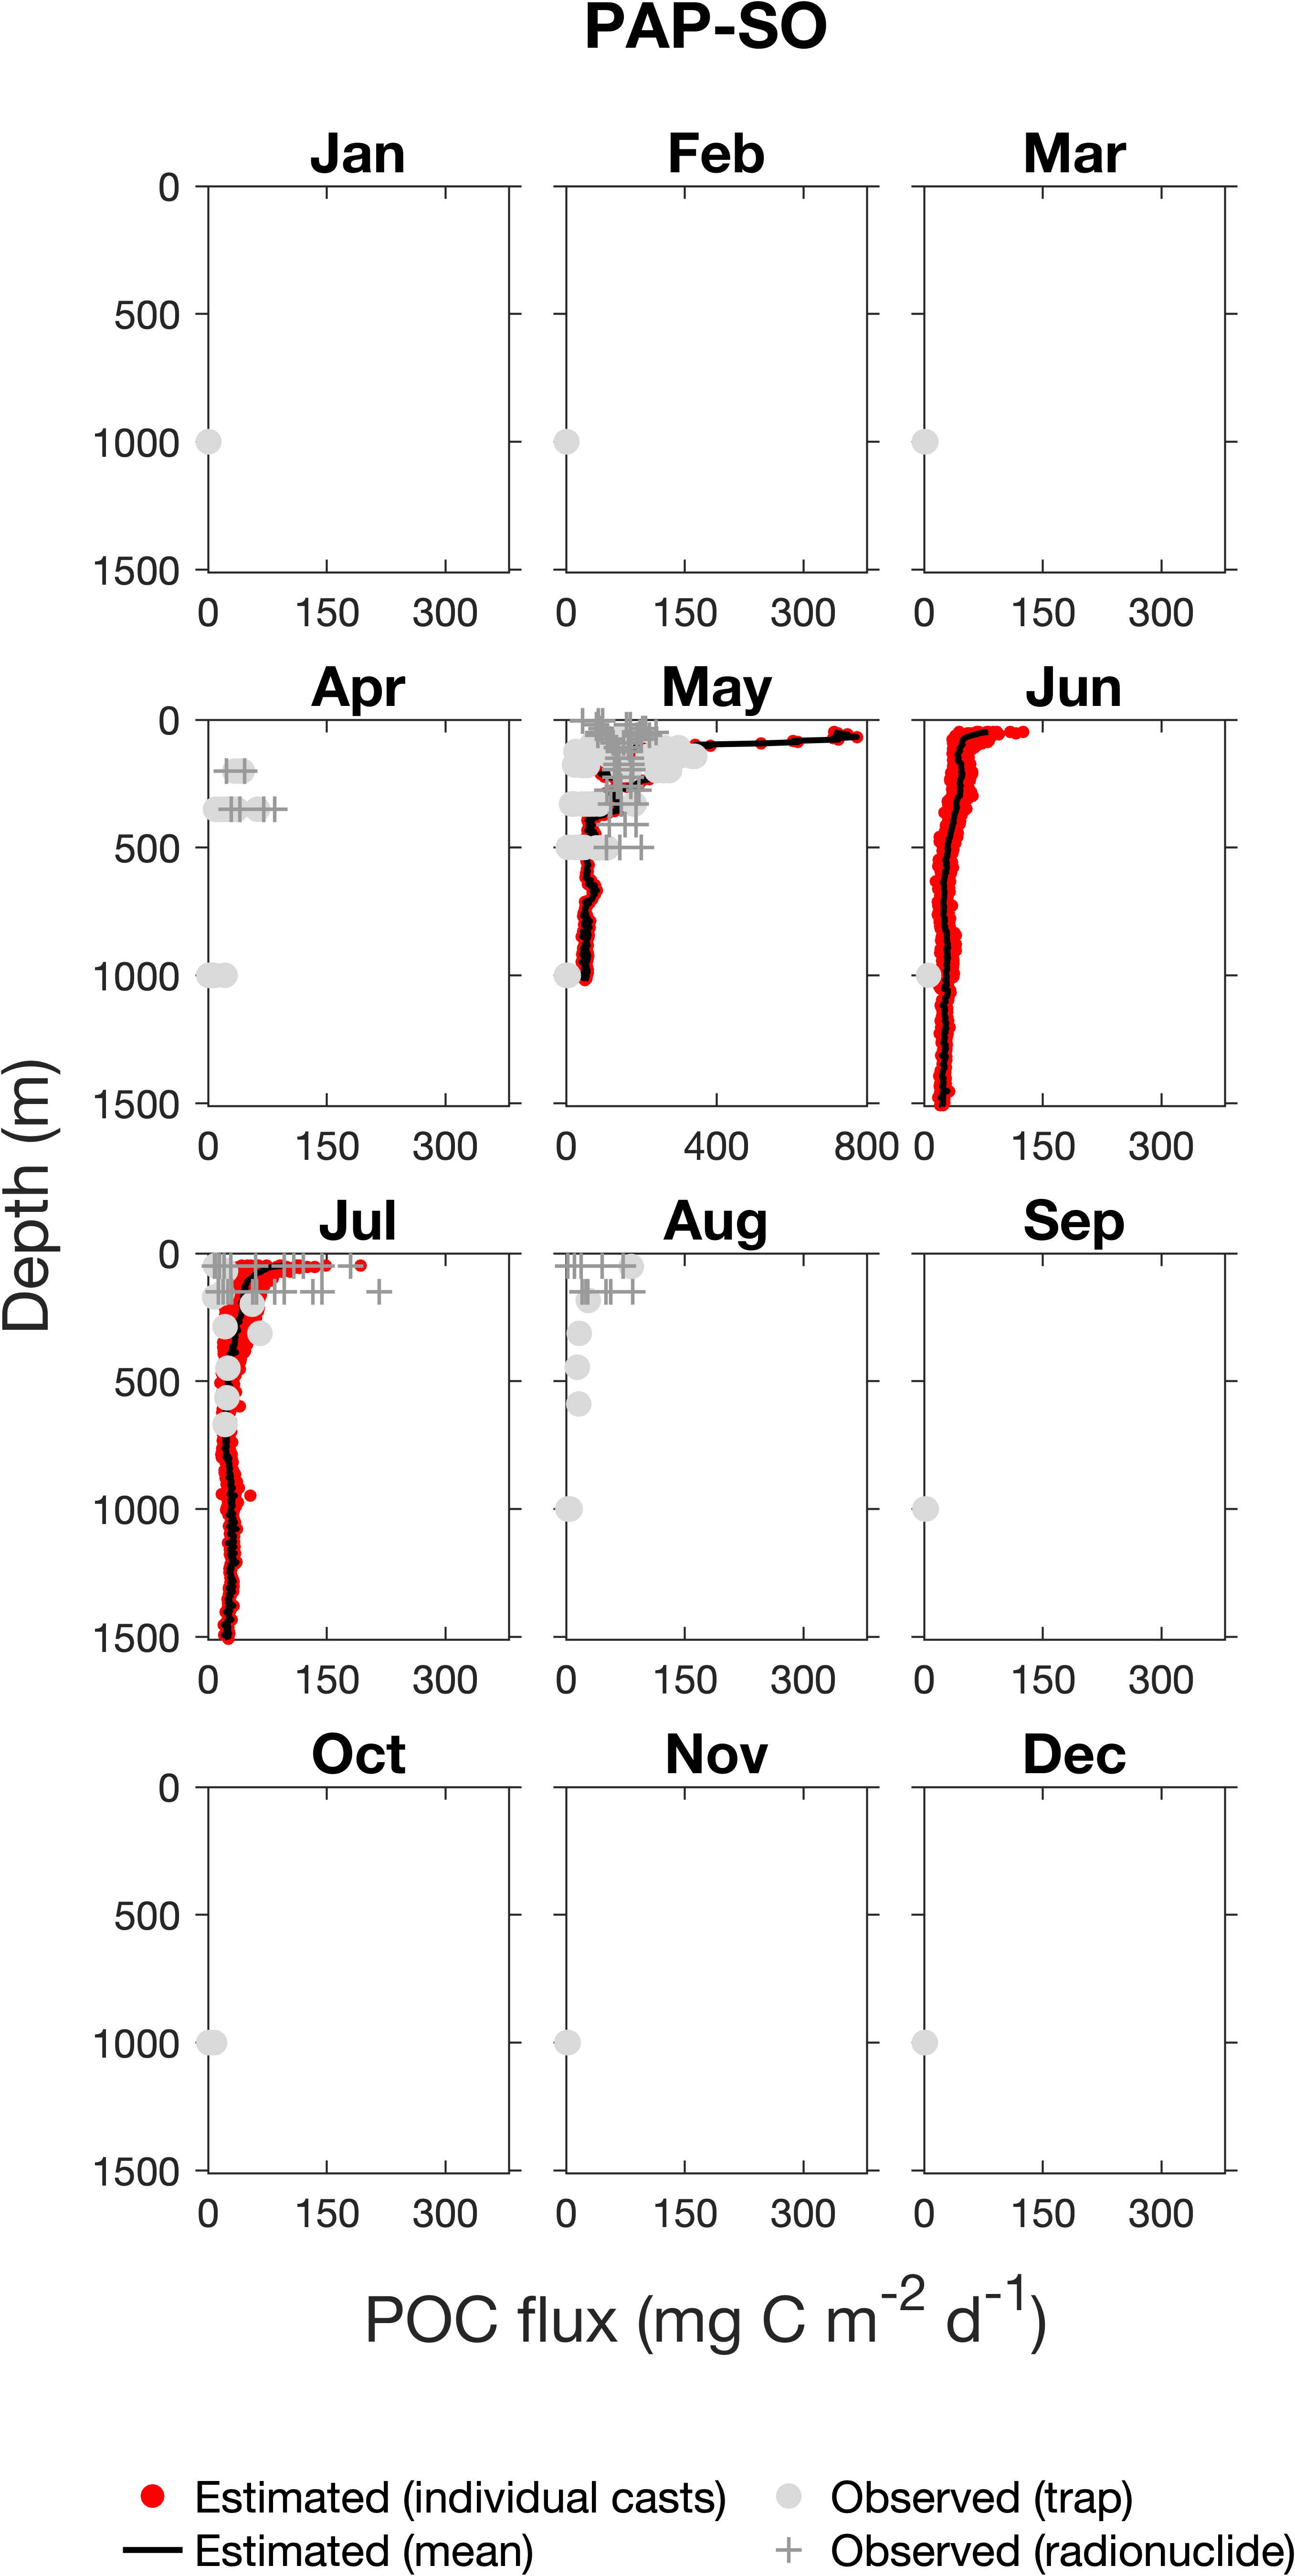 PAP-SO
Jan
Feb
Mar
0
500
1000
1500
0 150 300
0 150 300
0 150 300
Apr
May
Jun
0
500
1000
1500
0 150 300
0 400 800
0 150 300
Depth (m)
Jul
Aug
Sep
0
500
1000
1500
0 150 300
0 150 300
0 150 300
Oct
Nov
Dec
0
500
1000
1500
0 150 300
0 150 300
0 150 300
POC flux (mg C m⁻² d⁻¹)
Estimated (individual casts)
Estimated (mean)
Observed (trap)
Observed (radionuclide)